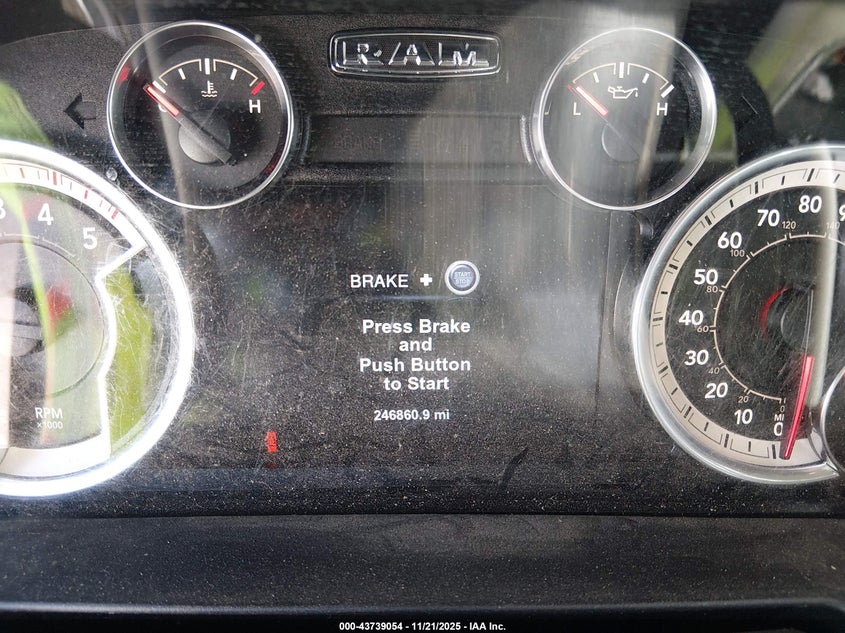 RAM
H
L
H
BRAKE + START STOP
Press Brake
and
Push Button
to Start
246860.9 mi
4
5
RPM
x1000
80
70
60
50
40
30
20
10
0
120
100
80
60
40
20
000-43739054 - 11/21/2025 - IAA Inc.